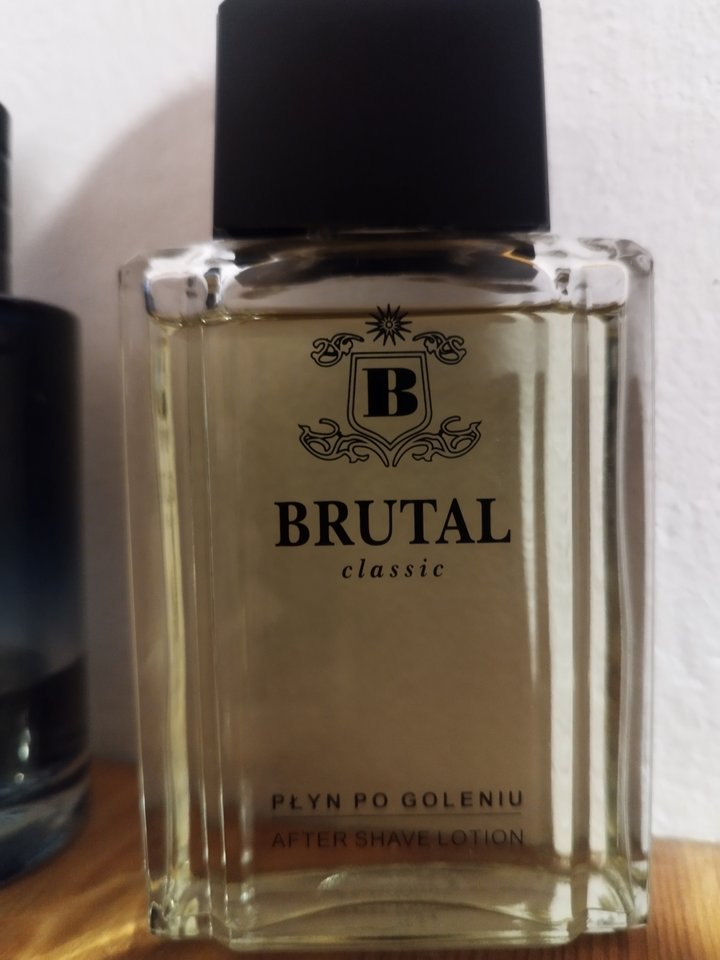 B
BRUTAL
classic
PŁYN PO GOLENIU
AFTER SHAVE LOTION